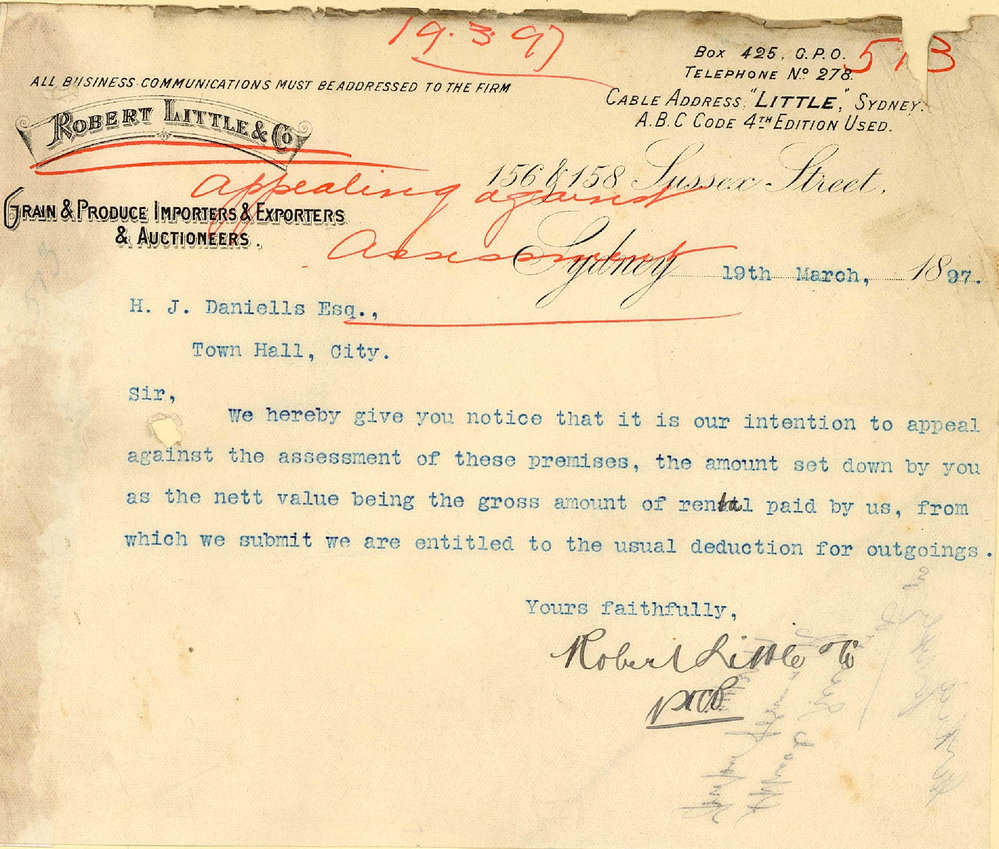 19.3.97
Box 425, G.P.O.
Telephone No 278.
513
ALL BUSINESS COMMUNICATIONS MUST BE ADDRESSED TO THE FIRM
Cable Address, "Little," Sydney.
A.B.C Code 4th Edition Used.
Robert Little & Co
156 & 158 Sussex Street,
Appealing against
Grain & Produce Importers & Exporters
& Auctioneers.
Assessment
Sydney 19th March, 1897.
H. J. Daniells Esq.,
Town Hall, City.
Sir,
We hereby give you notice that it is our intention to appeal
against the assessment of these premises, the amount set down by you
as the nett value being the gross amount of rental paid by us, from
which we submit we are entitled to the usual deduction for outgoings.
Yours faithfully,
Robert Little & Co